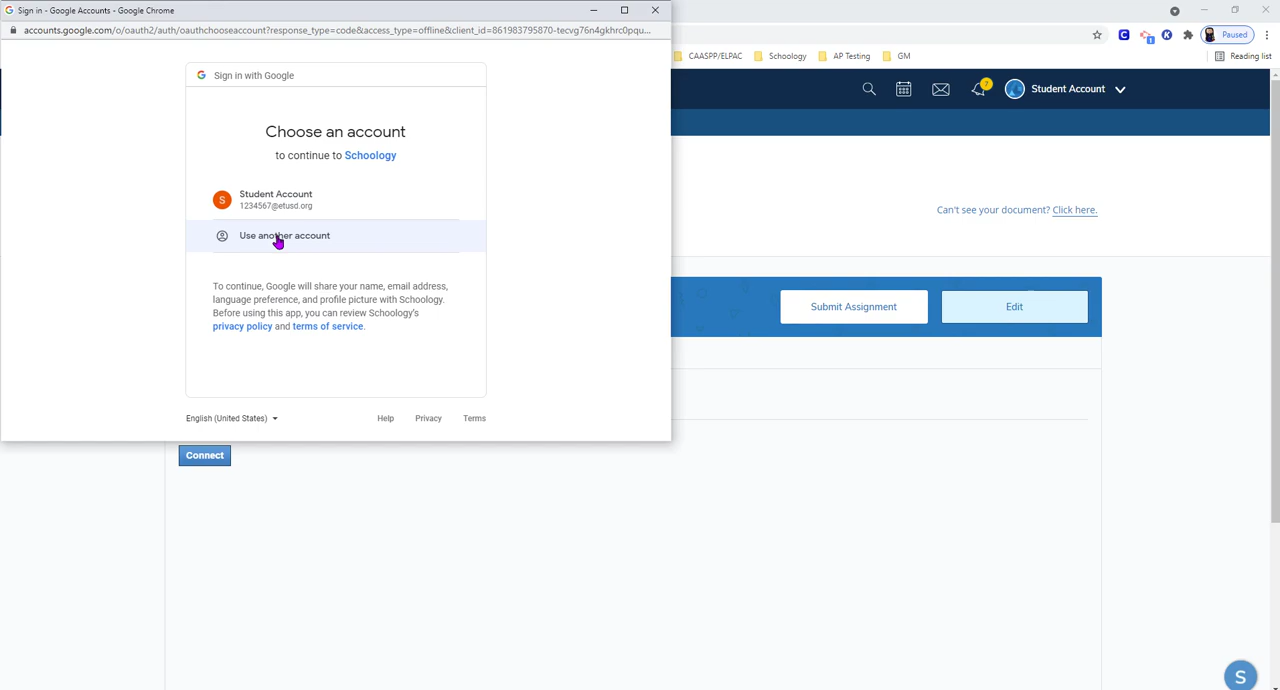 Sign in - Google Accounts - Google Chrome
accounts.google.com/o/oauth2/auth/oauthchooseaccount?response_type=code&access_type=offline&client_id=861983795870-tecvg76n4gkhrc0pqu...
Paused
CAASPP/ELPAC Schoology AP Testing GM Reading list
G Sign in with Google
7 Student Account
Choose an account
to continue to Schoology
S Student Account
1234567@etusd.org
Use another account
Can't see your document? Click here.
To continue, Google will share your name, email address,
language preference, and profile picture with Schoology.
Before using this app, you can review Schoology's
privacy policy and terms of service.
Submit Assignment Edit
English (United States) Help Privacy Terms
Connect
S